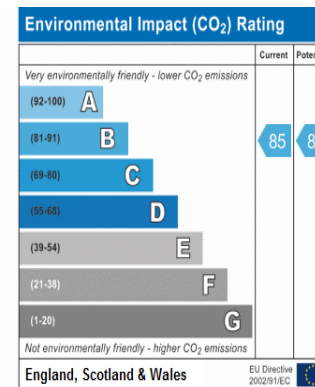 Environmental Impact (CO₂) Rating
Current
Very environmentally friendly - lower CO₂ emissions
(92-100) A
(81-91) B
85
(69-80) C
(55-68) D
(39-54) E
(21-38) F
(1-20) G
Not environmentally friendly - higher CO₂ emissions
England, Scotland & Wales
EU Directive
2002/91/EC